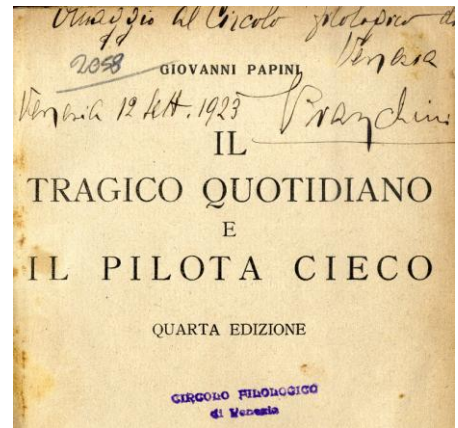 Omaggio al Circolo filologico di
Venezia
2058
GIOVANNI PAPINI
Venezia 12 Sett. 1923
Branchini
IL
TRAGICO QUOTIDIANO
E
IL PILOTA CIECO
QUARTA EDIZIONE
CIRCOLO FILOLOGICO
di Venezia